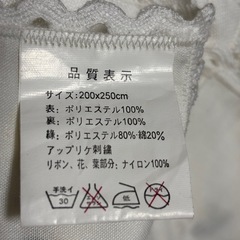 品質表示
サイズ:200x250cm
表:ポリエステル100%
裏:ポリエステル100%
縁:ポリエステル80%・綿20%
アップリケ刺繍
リボン、花、葉部分:ナイロン100%
手洗イ
30